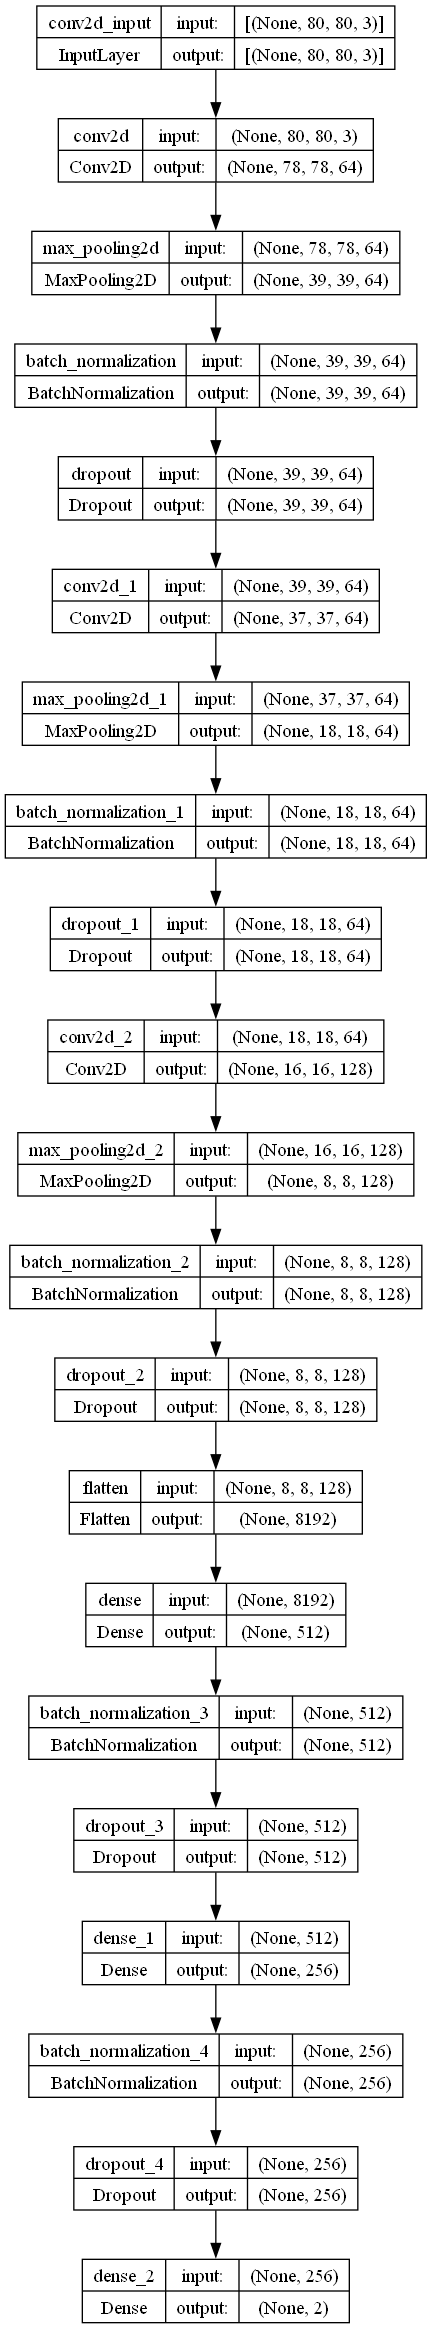 conv2d_input input: [(None, 80, 80, 3)]
InputLayer output: [(None, 80, 80, 3)]
conv2d input: (None, 80, 80, 3)
Conv2D output: (None, 78, 78, 64)
max_pooling2d input: (None, 78, 78, 64)
MaxPooling2D output: (None, 39, 39, 64)
batch_normalization input: (None, 39, 39, 64)
BatchNormalization output: (None, 39, 39, 64)
dropout input: (None, 39, 39, 64)
Dropout output: (None, 39, 39, 64)
conv2d_1 input: (None, 39, 39, 64)
Conv2D output: (None, 37, 37, 64)
max_pooling2d_1 input: (None, 37, 37, 64)
MaxPooling2D output: (None, 18, 18, 64)
batch_normalization_1 input: (None, 18, 18, 64)
BatchNormalization output: (None, 18, 18, 64)
dropout_1 input: (None, 18, 18, 64)
Dropout output: (None, 18, 18, 64)
conv2d_2 input: (None, 18, 18, 64)
Conv2D output: (None, 16, 16, 128)
max_pooling2d_2 input: (None, 16, 16, 128)
MaxPooling2D output: (None, 8, 8, 128)
batch_normalization_2 input: (None, 8, 8, 128)
BatchNormalization output: (None, 8, 8, 128)
dropout_2 input: (None, 8, 8, 128)
Dropout output: (None, 8, 8, 128)
flatten input: (None, 8, 8, 128)
Flatten output: (None, 8192)
dense input: (None, 8192)
Dense output: (None, 512)
batch_normalization_3 input: (None, 512)
BatchNormalization output: (None, 512)
dropout_3 input: (None, 512)
Dropout output: (None, 512)
dense_1 input: (None, 512)
Dense output: (None, 256)
batch_normalization_4 input: (None, 256)
BatchNormalization output: (None, 256)
dropout_4 input: (None, 256)
Dropout output: (None, 256)
dense_2 input: (None, 256)
Dense output: (None, 2)